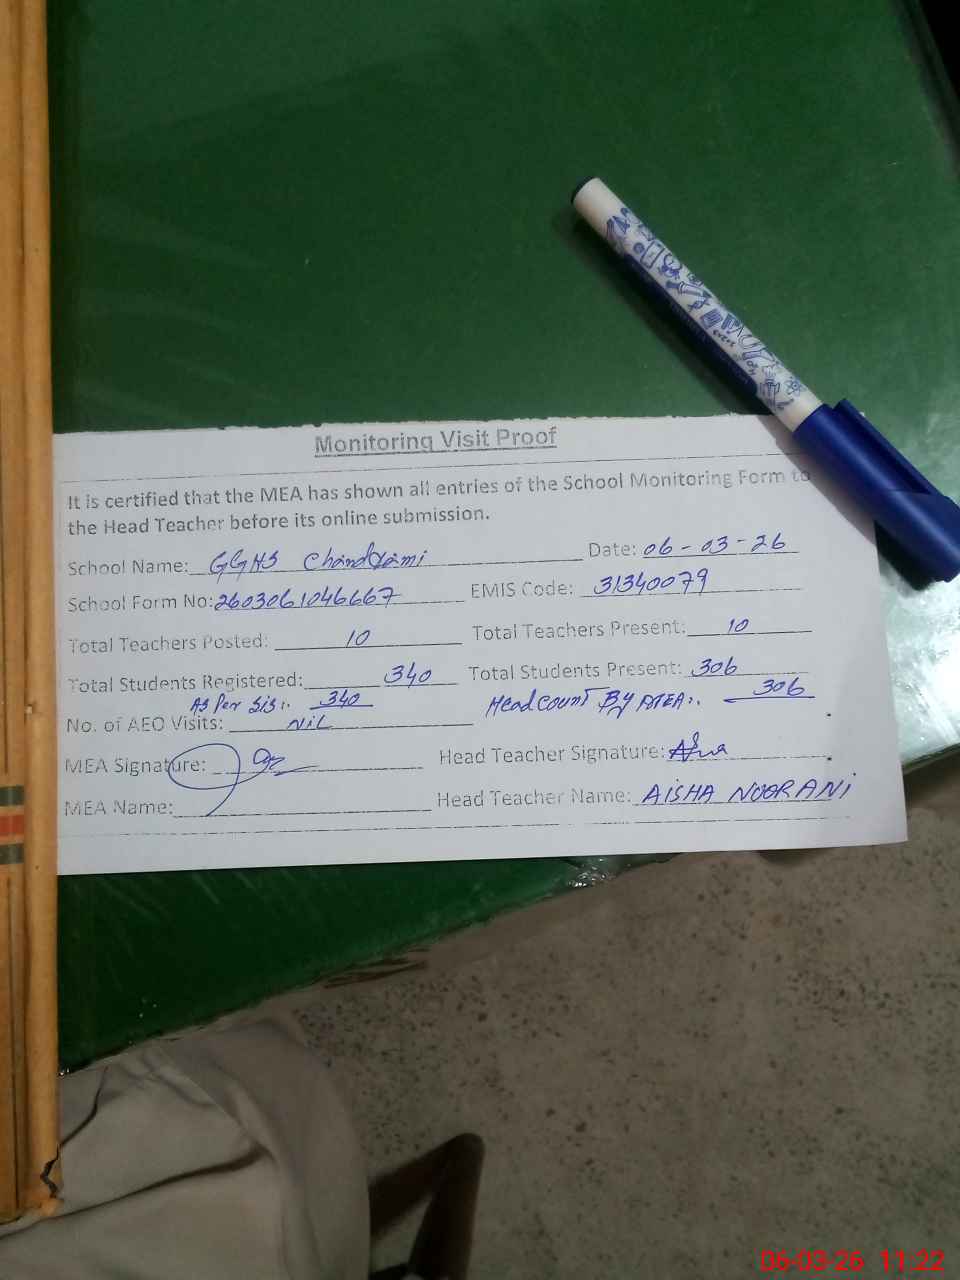 Monitoring Visit Proof
It is certified that the MEA has shown all entries of the School Monitoring Form to
the Head Teacher before its online submission.
School Name: GGHS Chandrami Date: 06-03-26
School Form No: 2603061046667 EMIS Code: 31340079
Total Teachers Posted: 10 Total Teachers Present: 10
Total Students Registered: 340 Total Students Present: 306
As Per SIS:. 340 Headcount By MEA:. 306
No. of AEO Visits: NiL
MEA Signature: Head Teacher Signature:
MEA Name: Head Teacher Name: AISHA NOORANi
06-03-26 11:22